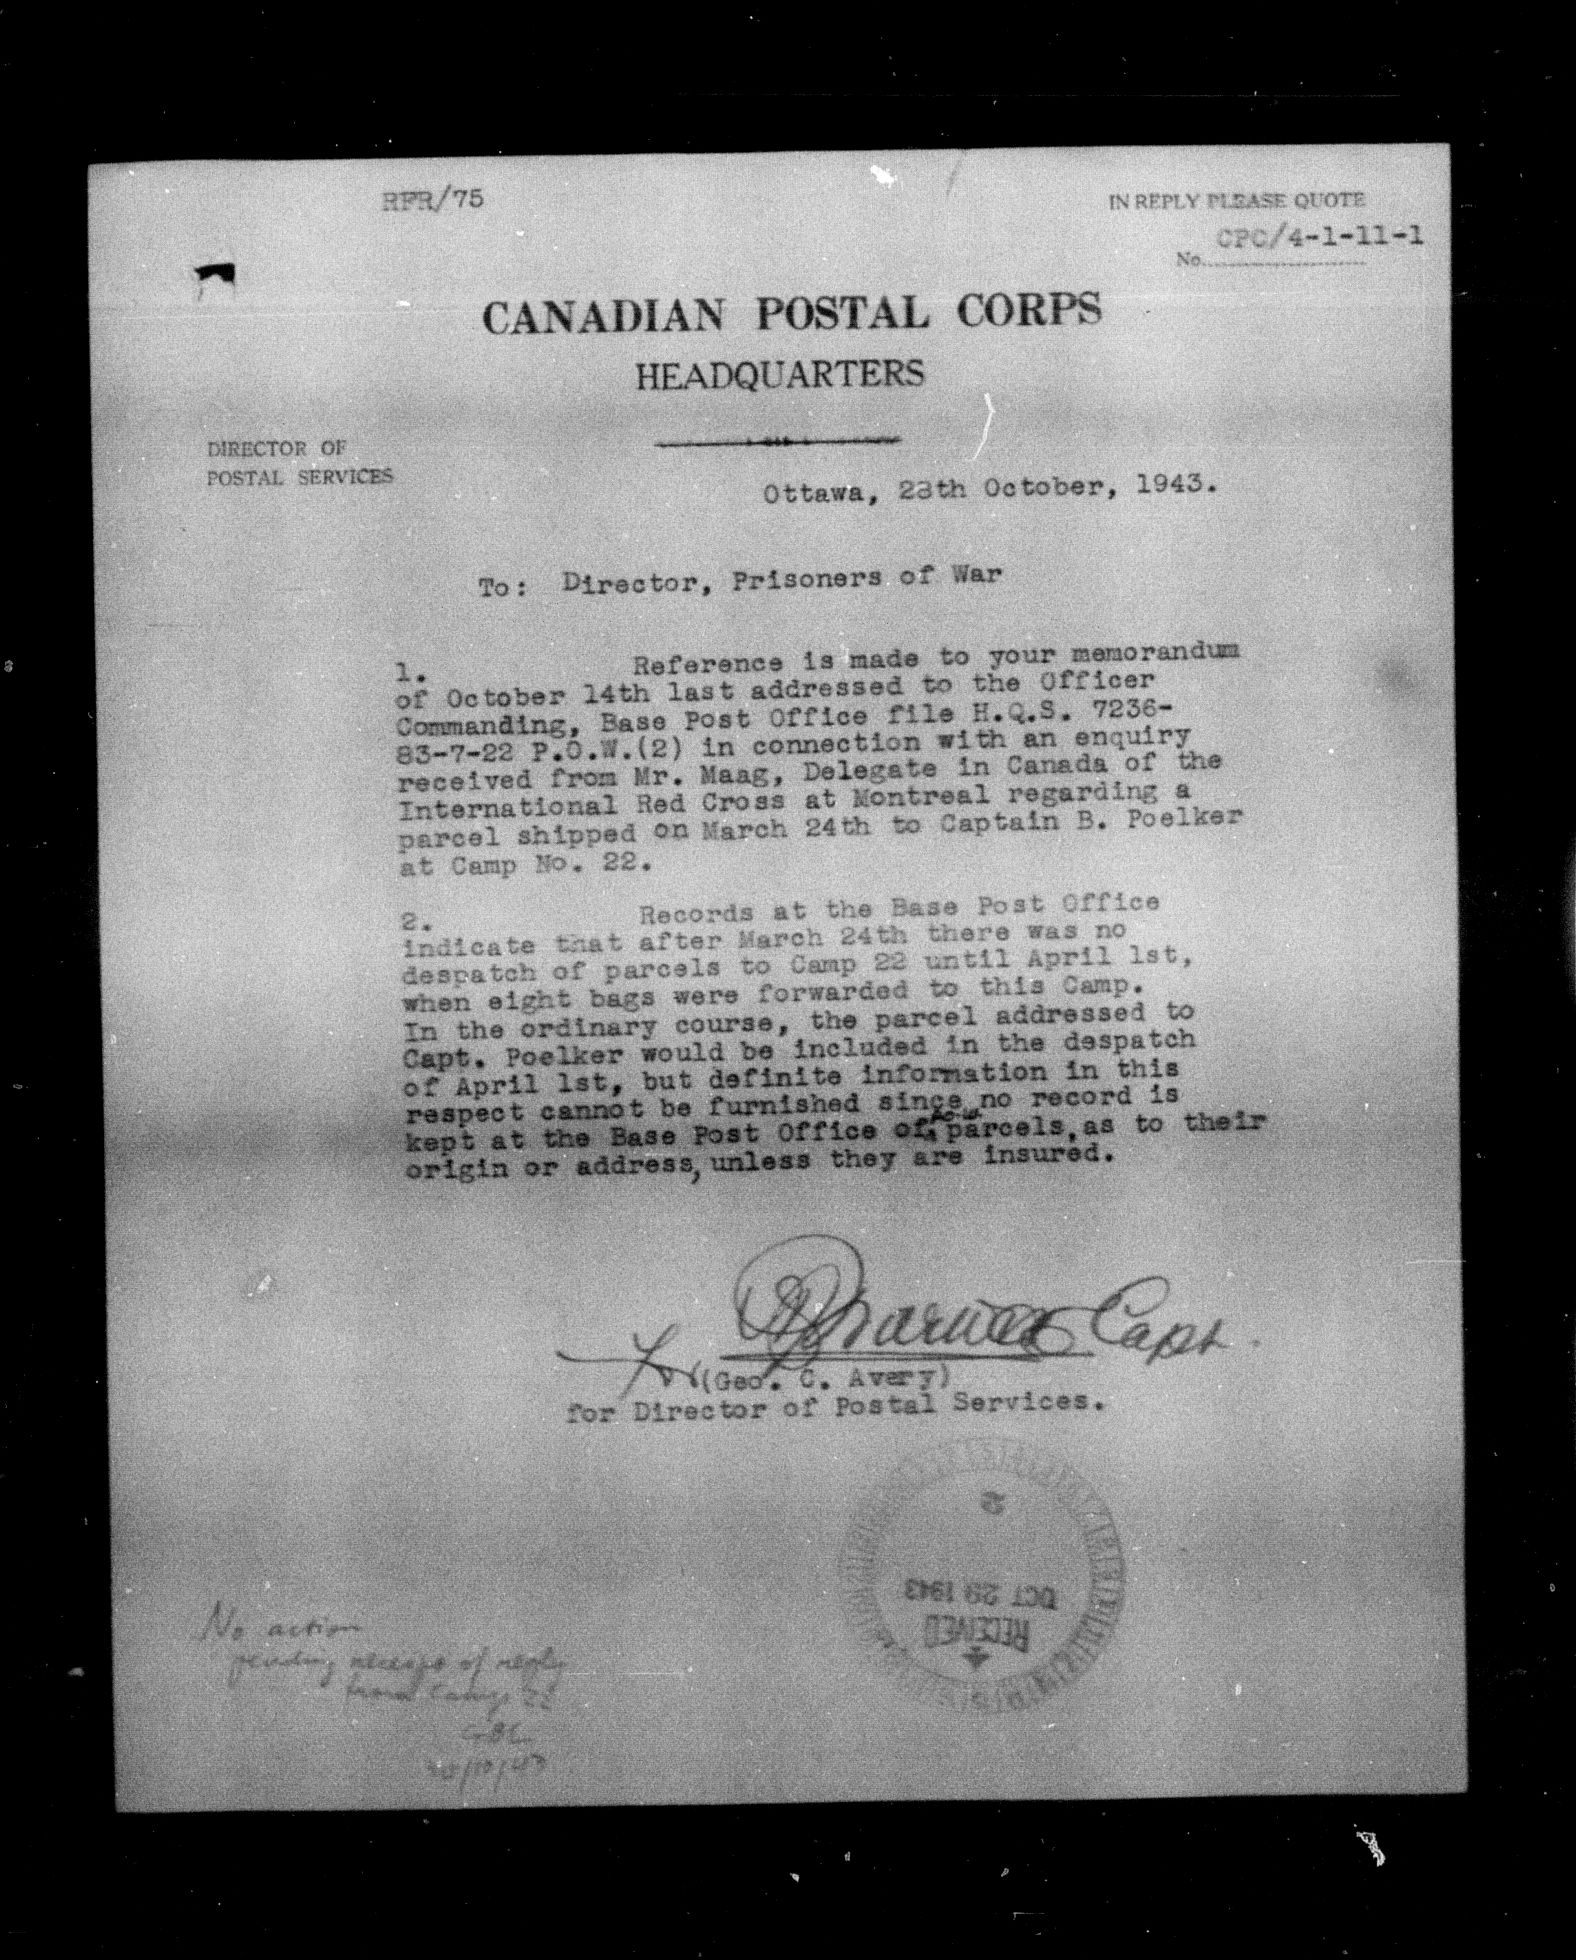 RFR/75
IN REPLY PLEASE QUOTE
CPC/4-1-11-1
No.
CANADIAN POSTAL CORPS
HEADQUARTERS
DIRECTOR OF
POSTAL SERVICES
Ottawa, 28th October, 1943.
To: Director, Prisoners of War
1. Reference is made to your memorandum
of October 14th last addressed to the Officer
Commanding, Base Post Office file H.Q.S. 7236-
83-7-22 P.O.W.(2) in connection with an enquiry
received from Mr. Maag, Delegate in Canada of the
International Red Cross at Montreal regarding a
parcel shipped on March 24th to Captain B. Poelker
at Camp No. 22.
2. Records at the Base Post Office
indicate that after March 24th there was no
despatch of parcels to Camp 22 until April 1st,
when eight bags were forwarded to this Camp.
In the ordinary course, the parcel addressed to
Capt. Poelker would be included in the despatch
of April 1st, but definite information in this
respect cannot be furnished since no record is
kept at the Base Post Office of parcels, as to their
origin or address, unless they are insured.
Capt.
for (Geo. C. Avery)
for Director of Postal Services.
RECEIVED
OCT 29 1943
No action
pending receipt of reply
from Camp 22